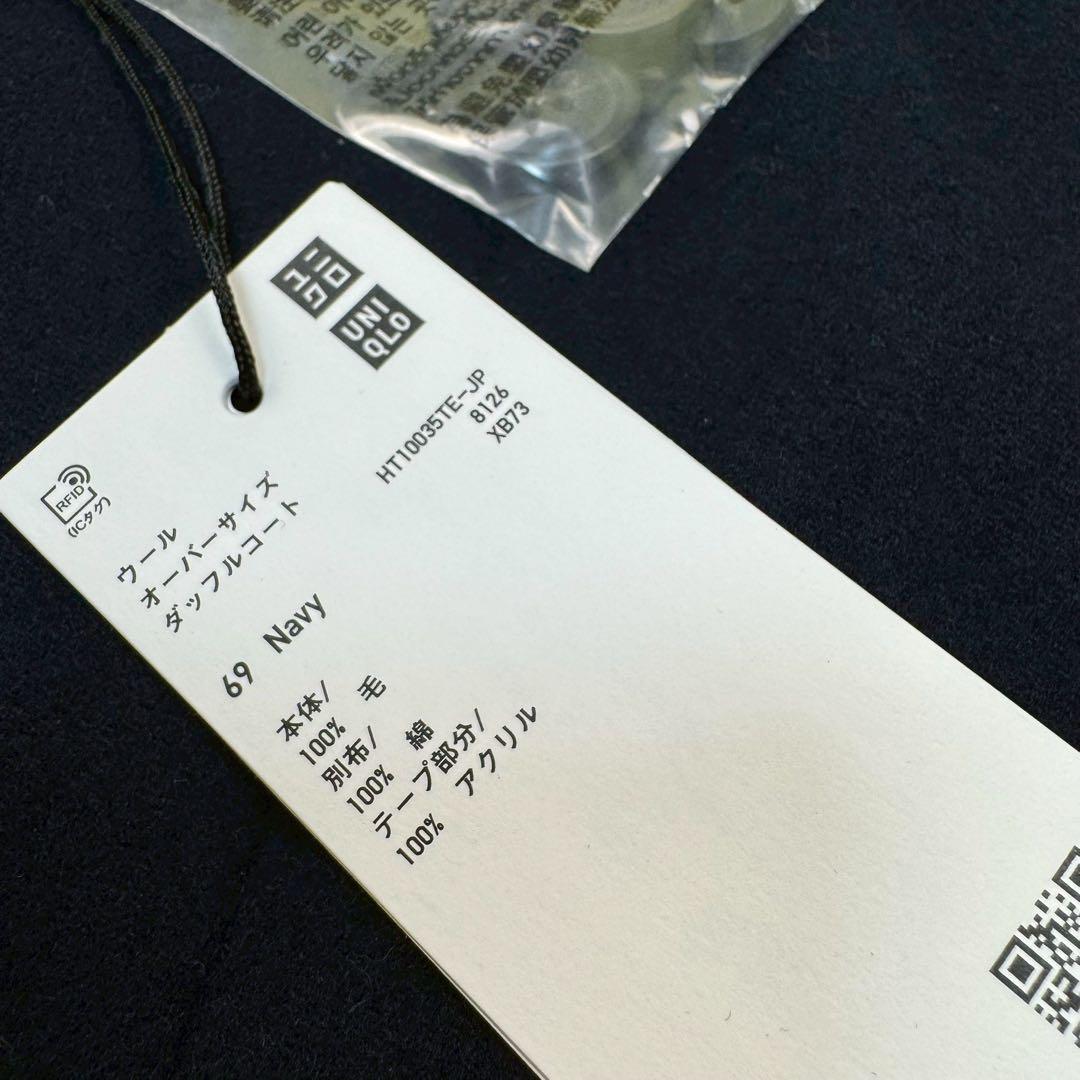 ユニ
クロ
UNI
QLO
HT10035TE-JP
8126
XB73
RFID
(ICタグ)
ウール
オーバーサイズ
ダッフルコート
69 Navy
本体/
100% 毛
別布/
100% 綿
テープ部分/
100% アクリル